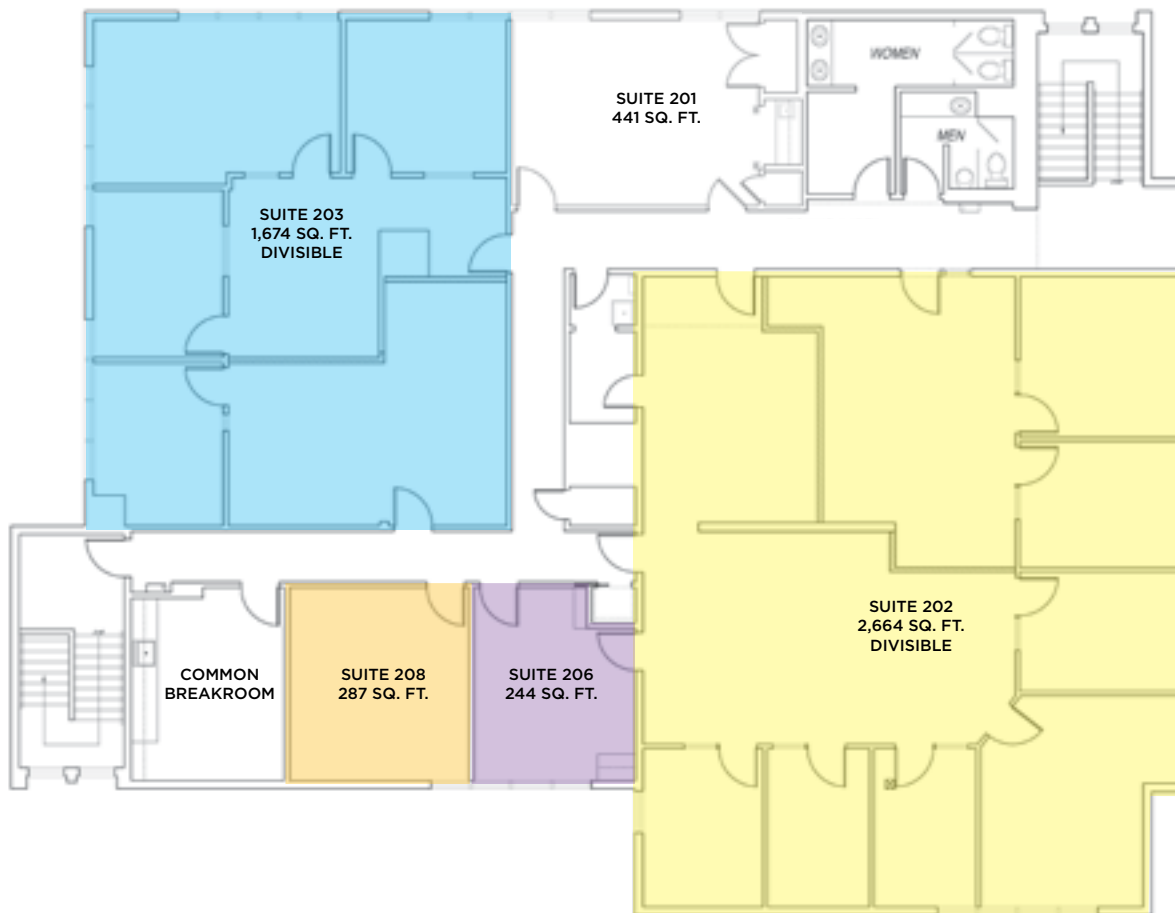 WOMEN
SUITE 201
441 SQ. FT.
MEN
SUITE 203
1,674 SQ. FT.
DIVISIBLE
SUITE 202
2,664 SQ. FT.
DIVISIBLE
COMMON
BREAKROOM
SUITE 208
287 SQ. FT.
SUITE 206
244 SQ. FT.